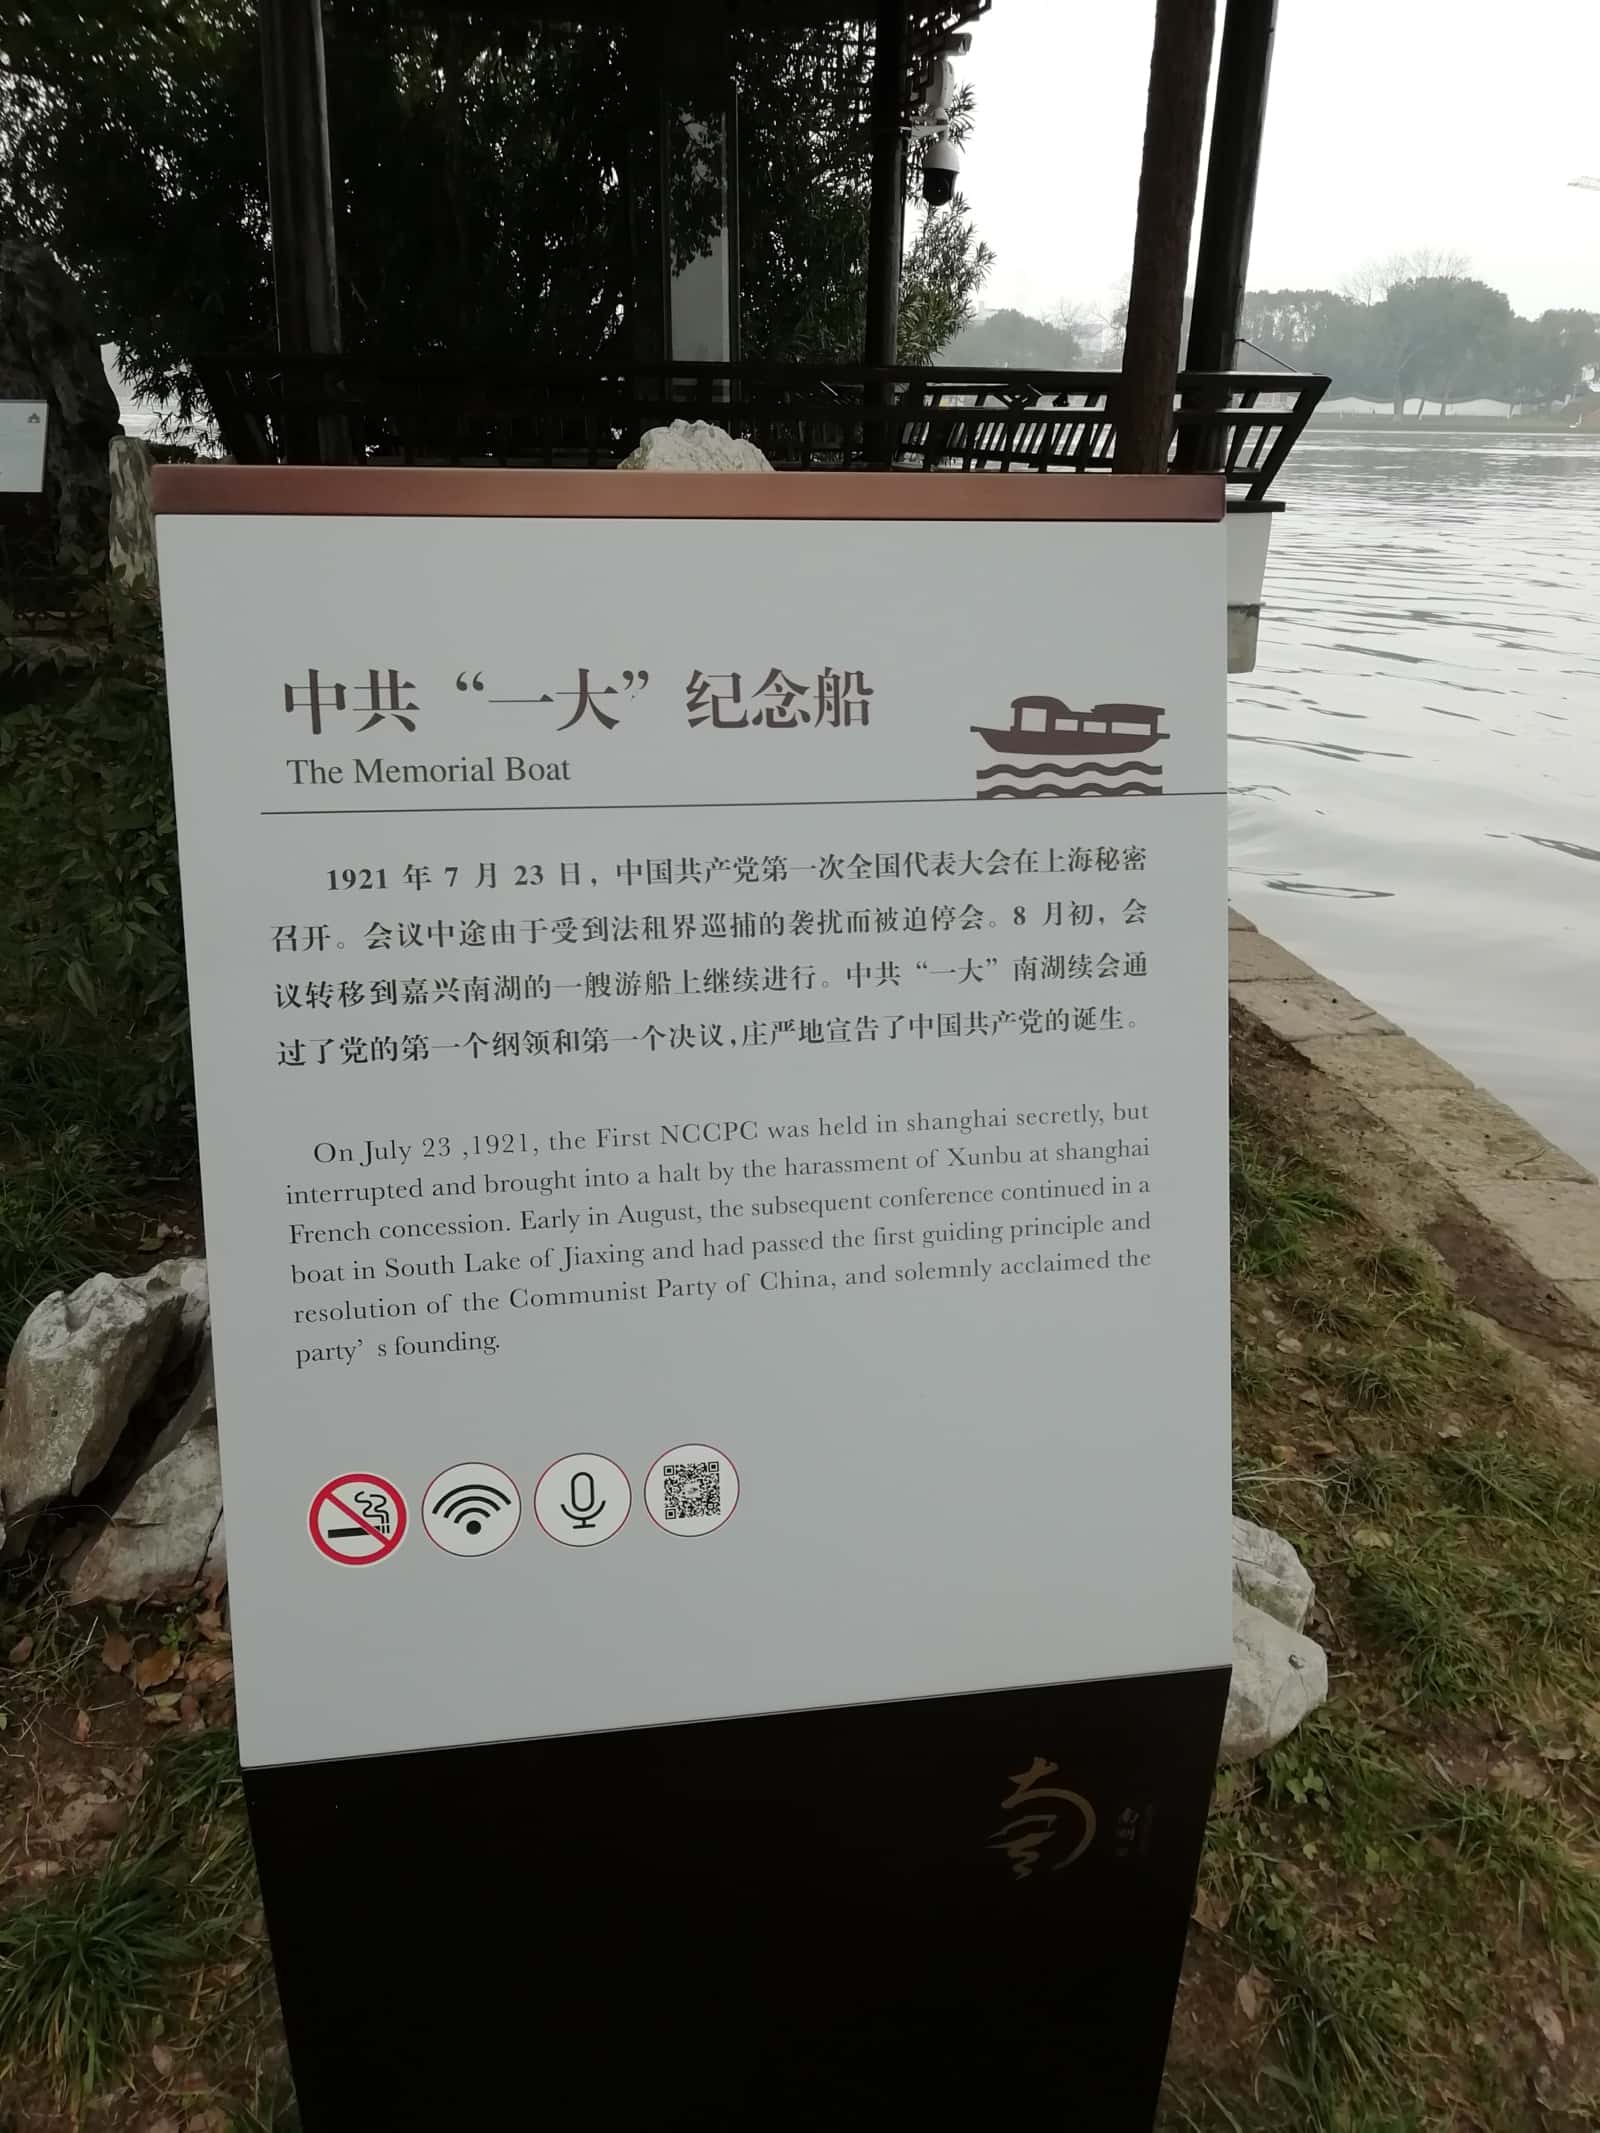 中共“一大”纪念船
The Memorial Boat
1921 年 7 月 23 日，中国共产党第一次全国代表大会在上海秘密
召开。会议中途由于受到法租界巡捕的袭扰而被迫停会。8 月初，会
议转移到嘉兴南湖的一艘游船上继续进行。中共“一大”南湖续会通
过了党的第一个纲领和第一个决议，庄严地宣告了中国共产党的诞生。
On July 23 ,1921, the First NCCPC was held in shanghai secretly, but
interrupted and brought into a halt by the harassment of Xunbu at shanghai
French concession. Early in August, the subsequent conference continued in a
boat in South Lake of Jiaxing and had passed the first guiding principle and
resolution of the Communist Party of China, and solemnly acclaimed the
party’ s founding.
南
南湖